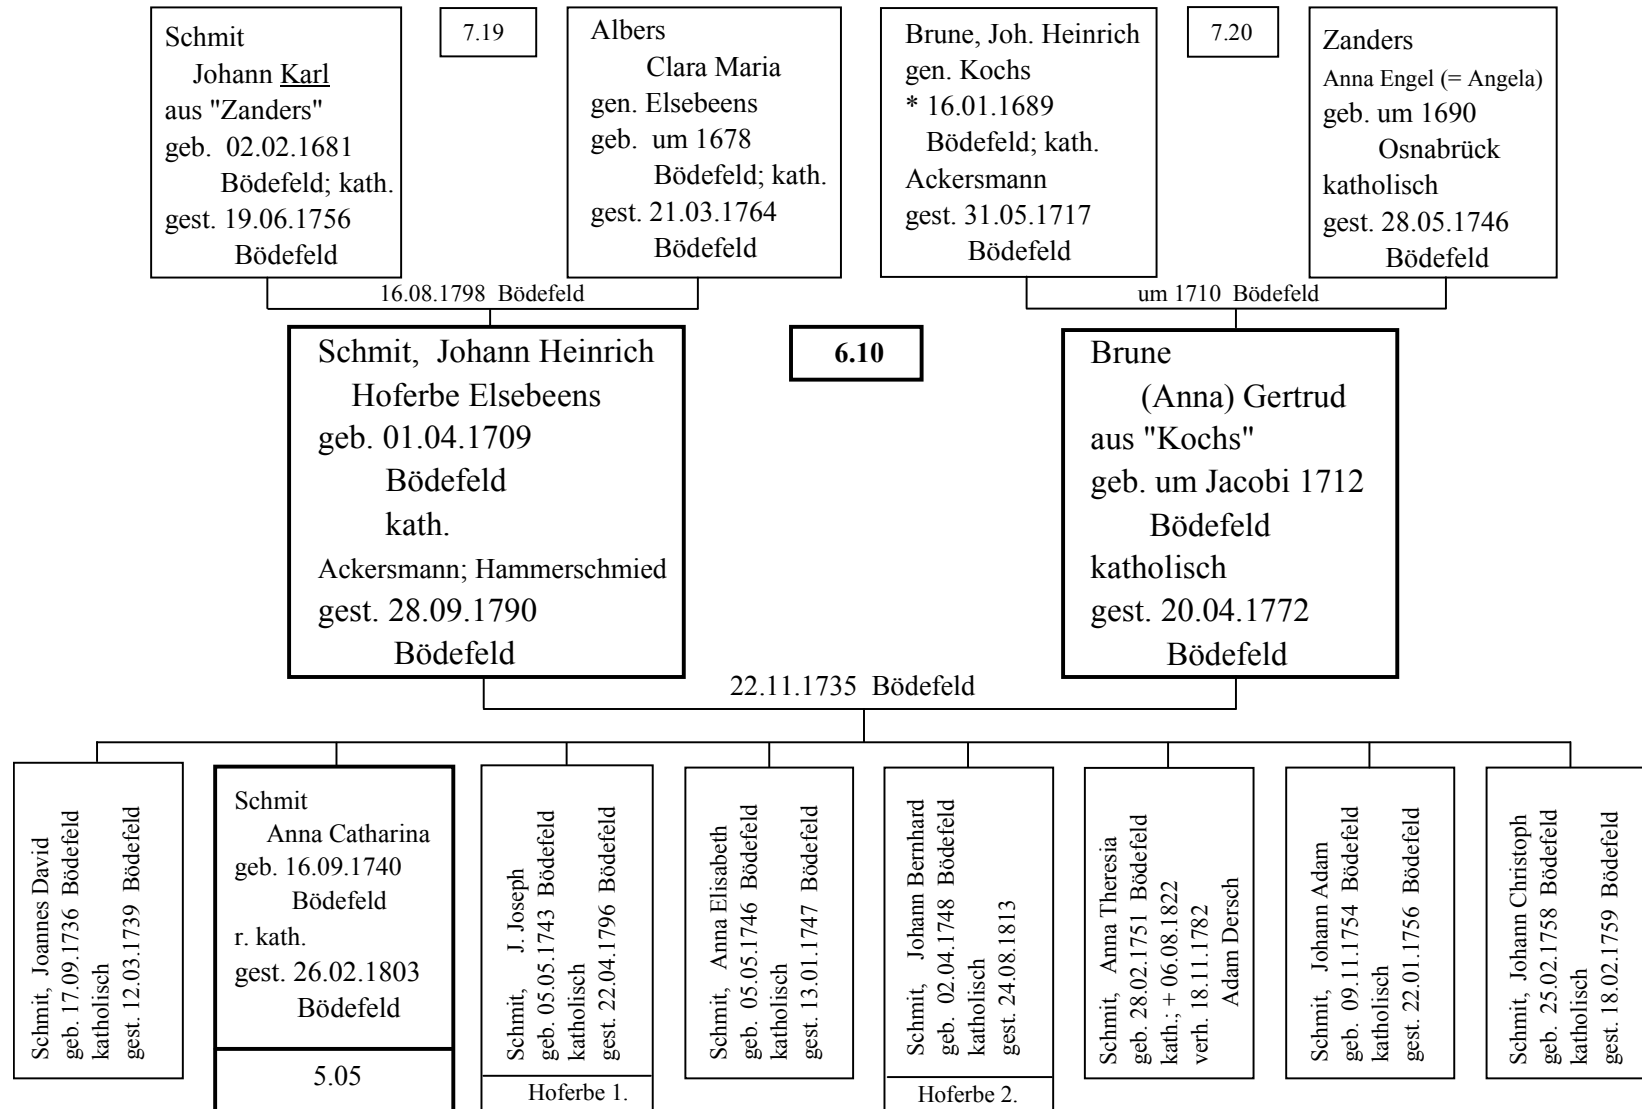 Schmit
Johann Karl
aus "Zanders"
geb. 02.02.1681
Bödefeld; kath.
gest. 19.06.1756
Bödefeld
7.19
Albers
Clara Maria
gen. Elsebeens
geb. um 1678
Bödefeld; kath.
gest. 21.03.1764
Bödefeld
Brune, Joh. Heinrich
gen. Kochs
* 16.01.1689
Bödefeld; kath.
Ackersmann
gest. 31.05.1717
Bödefeld
7.20
Zanders
Anna Engel (= Angela)
geb. um 1690
Osnabrück
katholisch
gest. 28.05.1746
Bödefeld
16.08.1798 Bödefeld
um 1710 Bödefeld
Schmit, Johann Heinrich
Hoferbe Elsebeens
geb. 01.04.1709
Bödefeld
kath.
Ackersmann; Hammerschmied
gest. 28.09.1790
Bödefeld
6.10
Brune
(Anna) Gertrud
aus "Kochs"
geb. um Jacobi 1712
Bödefeld
katholisch
gest. 20.04.1772
Bödefeld
22.11.1735 Bödefeld
Schmit, Joannes David
geb. 17.09.1736 Bödefeld
katholisch
gest. 12.03.1739 Bödefeld
Schmit
Anna Catharina
geb. 16.09.1740
Bödefeld
r. kath.
gest. 26.02.1803
Bödefeld
5.05
Schmit, J. Joseph
geb. 05.05.1743 Bödefeld
katholisch
gest. 22.04.1796 Bödefeld
Hoferbe 1.
Schmit, Anna Elisabeth
geb. 05.05.1746 Bödefeld
katholisch
gest. 13.01.1747 Bödefeld
Schmit, Johann Bernhard
geb. 02.04.1748 Bödefeld
katholisch
gest. 24.08.1813
Hoferbe 2.
Schmit, Anna Theresia
geb. 28.02.1751 Bödefeld
kath.; + 06.08.1822
verh. 18.11.1782
Adam Dersch
Schmit, Johann Adam
geb. 09.11.1754 Bödefeld
katholisch
gest. 22.01.1756 Bödefeld
Schmit, Johann Christoph
geb. 25.02.1758 Bödefeld
katholisch
gest. 18.02.1759 Bödefeld